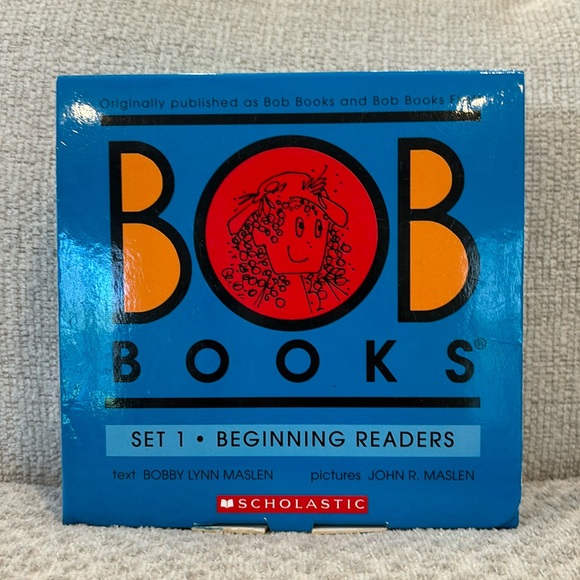 Originally published as Bob Books and Bob Books
BOB
BOOKS®
SET 1 • BEGINNING READERS
text BOBBY LYNN MASLEN pictures JOHN R. MASLEN
SCHOLASTIC